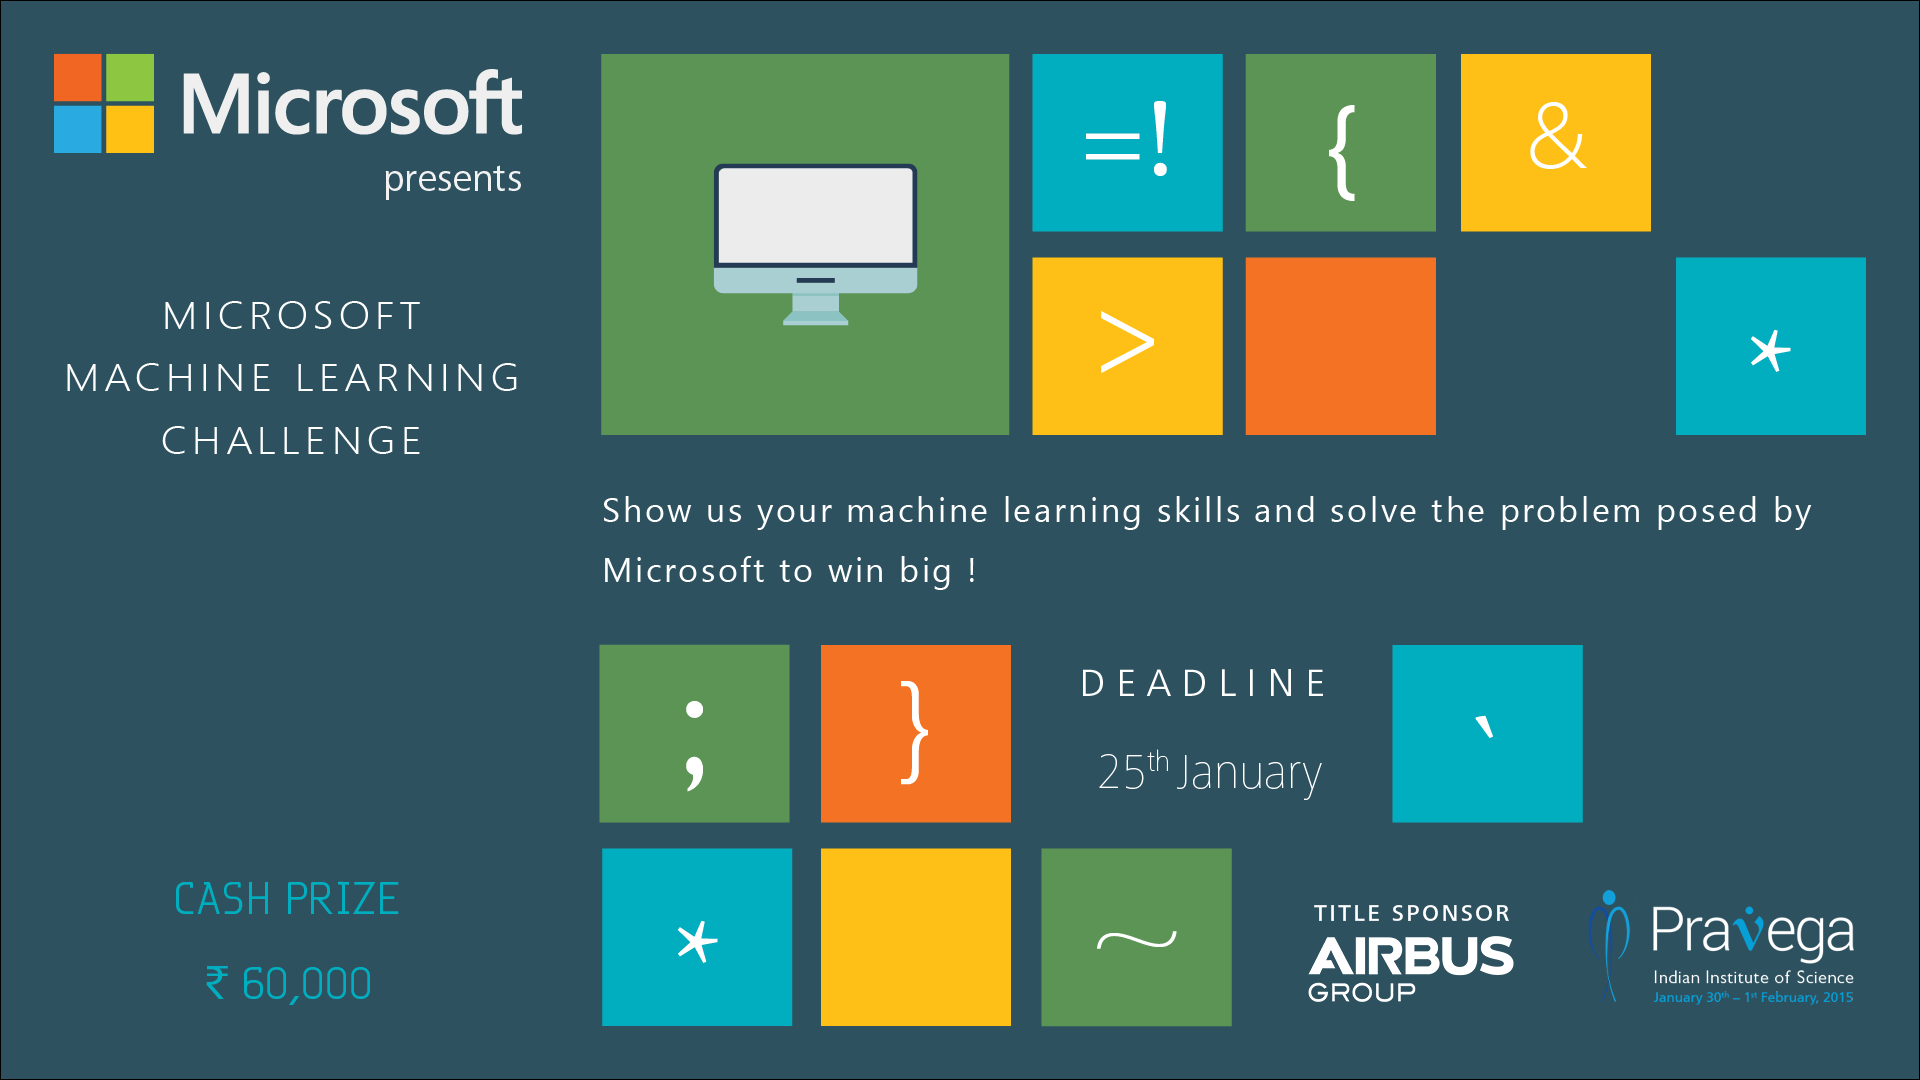 Microsoft
presents
MICROSOFT
MACHINE LEARNING
CHALLENGE
=!
{
&
>
*
Show us your machine learning skills and solve the problem posed by
Microsoft to win big !
;
}
DEADLINE
25th January
`
*
~
CASH PRIZE
₹ 60,000
TITLE SPONSOR
AIRBUS
GROUP
Pravega
Indian Institute of Science
January 30th – 1st February, 2015